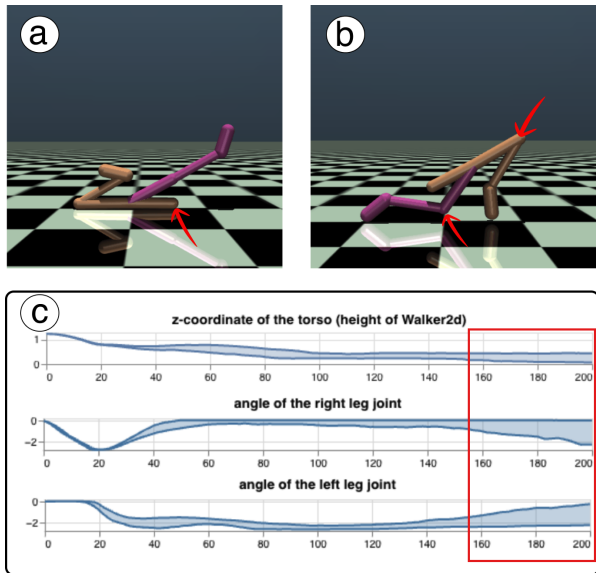 a
b
c
z-coordinate of the torso (height of Walker2d)
1
0
0 20 40 60 80 100 120 140 160 180 200
angle of the right leg joint
0
−2
0 20 40 60 80 100 120 140 160 180 200
angle of the left leg joint
0
−2
0 20 40 60 80 100 120 140 160 180 200